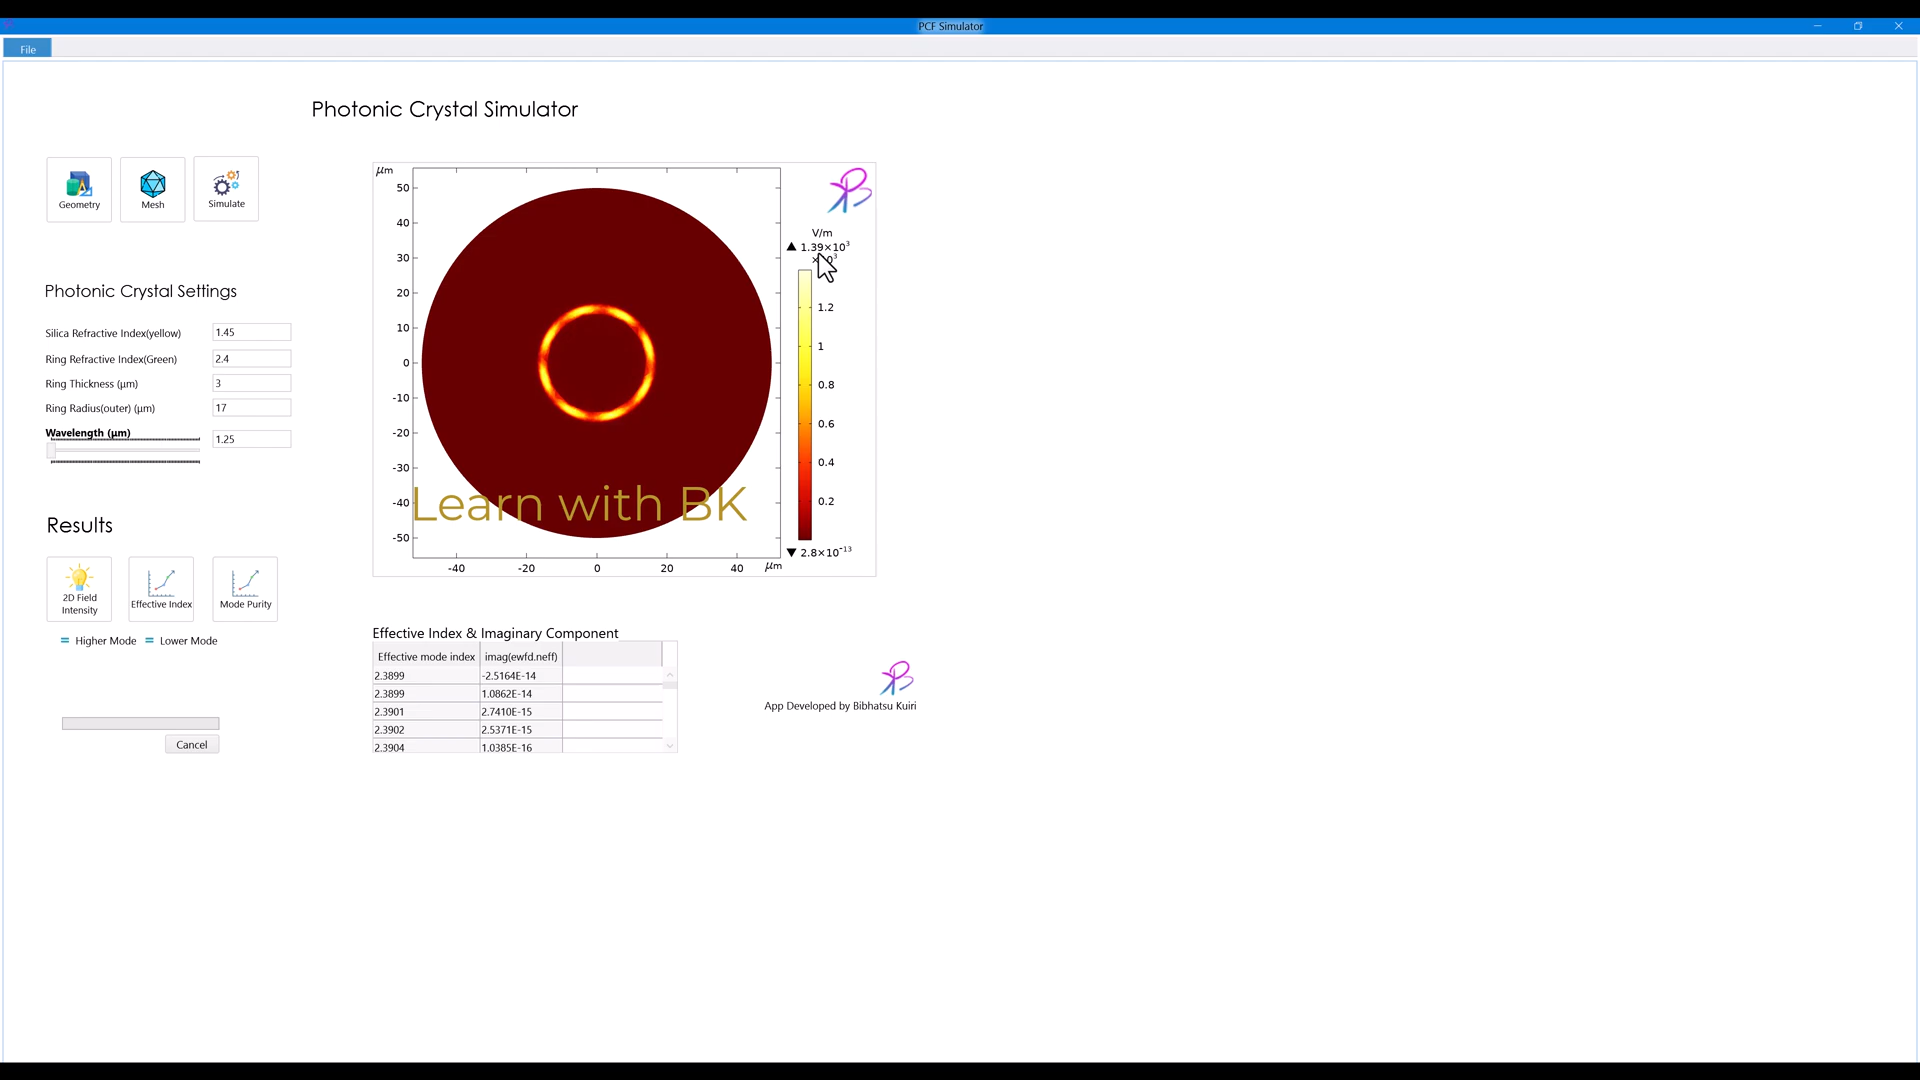 PCF Simulator
File
Photonic Crystal Simulator
Geometry
Mesh
Simulate
Photonic Crystal Settings
Silica Refractive Index(yellow)
1.45
Ring Refractive Index(Green)
2.4
Ring Thickness (µm)
3
Ring Radius(outer) (µm)
17
Wavelength (µm)
1.25
Results
2D Field
Intensity
Effective Index
Mode Purity
Higher Mode
Lower Mode
Cancel
µm
50
40
30
20
10
0
-10
-20
-30
-40
-50
-40
-20
0
20
40
µm
Learn with BK
V/m
▲ 1.39×10³
1.2
1
0.8
0.6
0.4
0.2
▼ 2.8×10⁻¹³
Effective Index & Imaginary Component
Effective mode index imag(ewfd.neff)
2.3899 -2.5164E-14
2.3899 1.0862E-14
2.3901 2.7410E-15
2.3902 2.5371E-15
2.3904 1.0385E-16
App Developed by Bibhatsu Kuiri